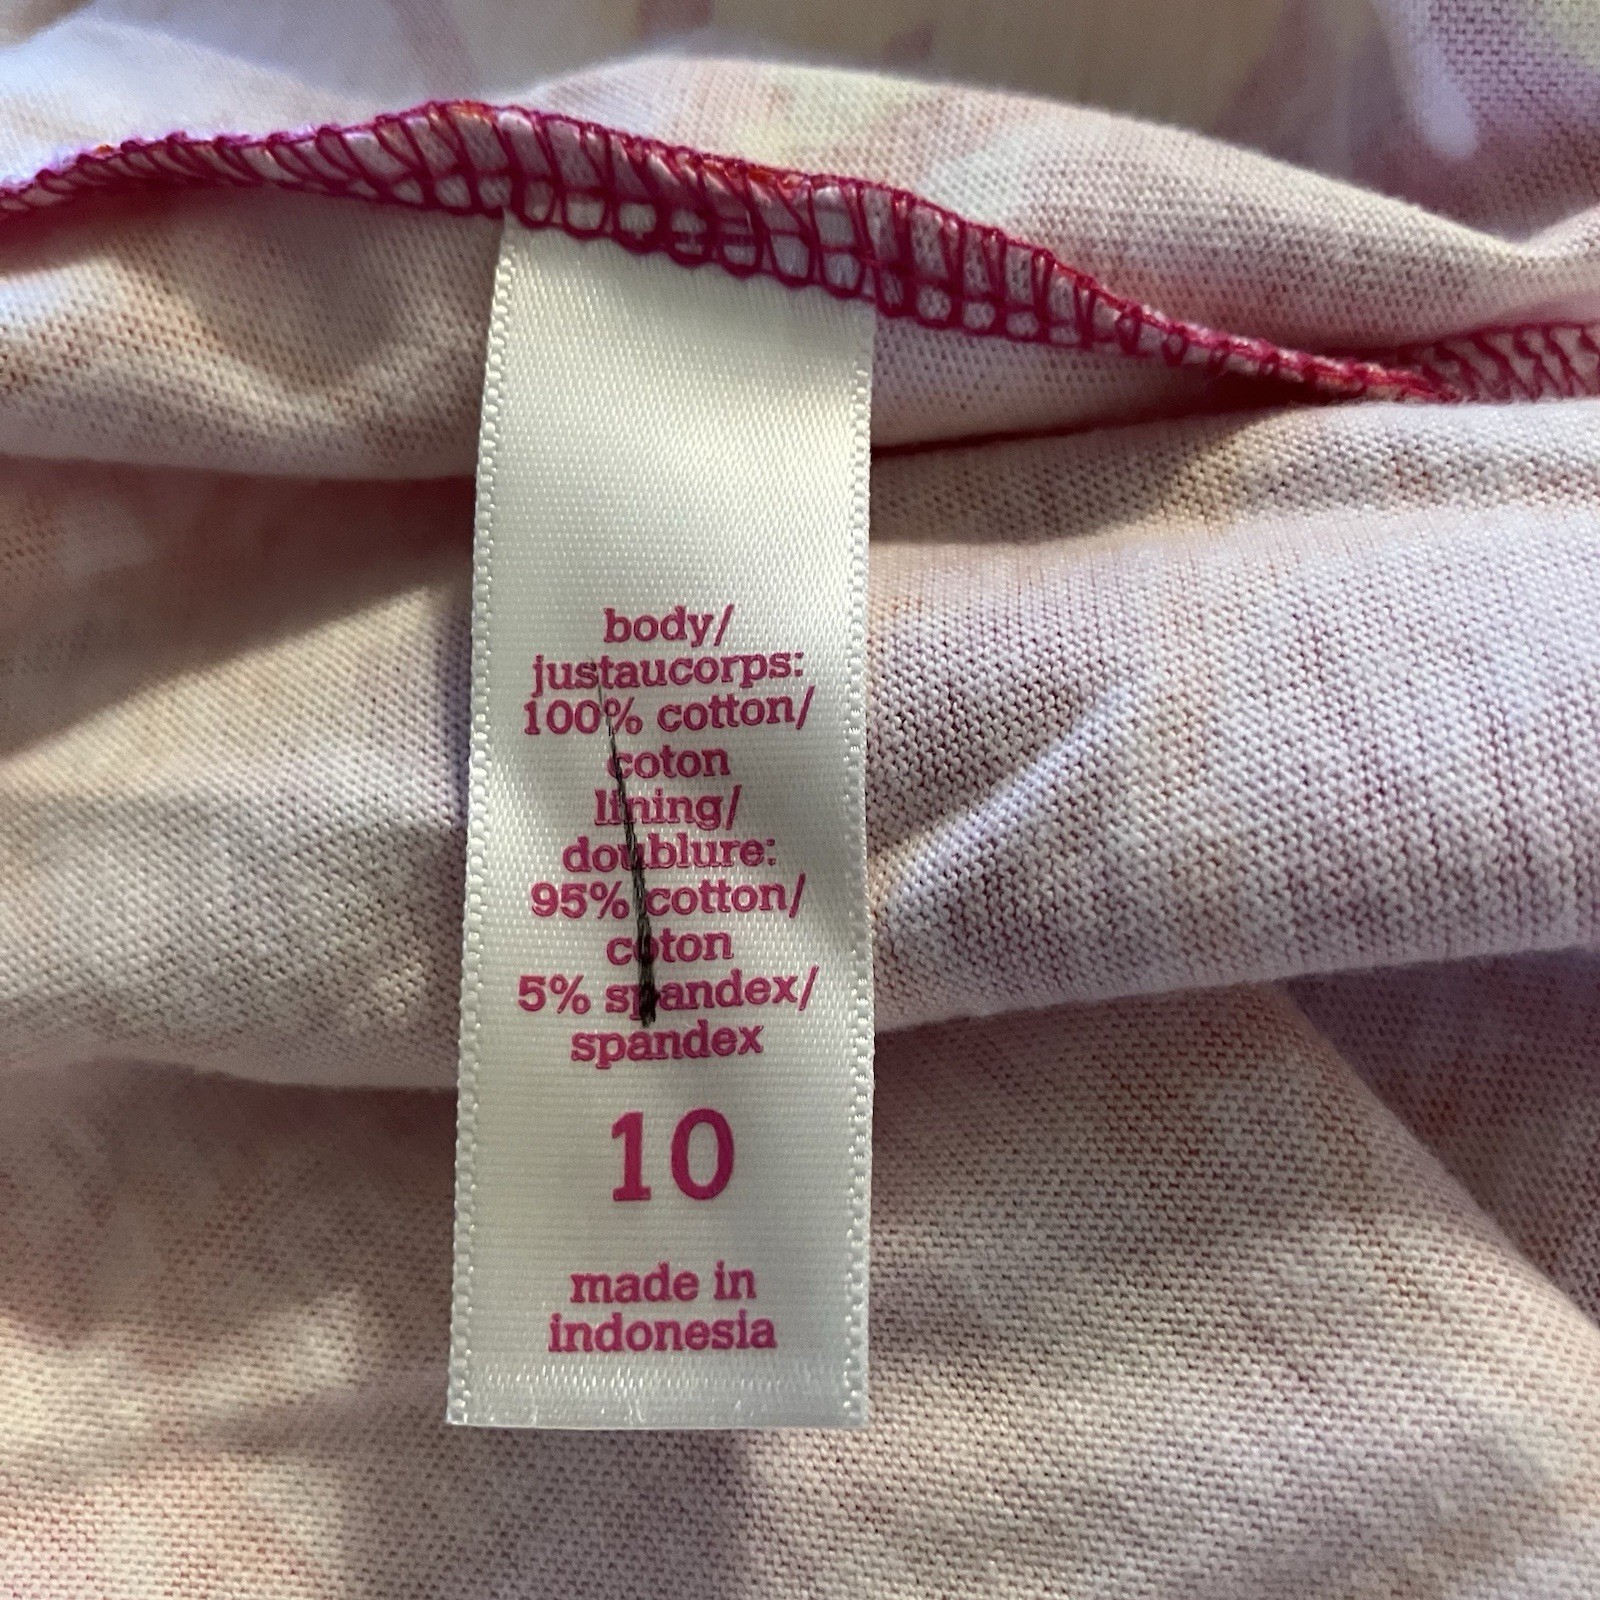 body/
justaucorps:
100% cotton/
coton
lining/
doublure:
95% cotton/
coton
5% spandex/
spandex
10
made in
indonesia